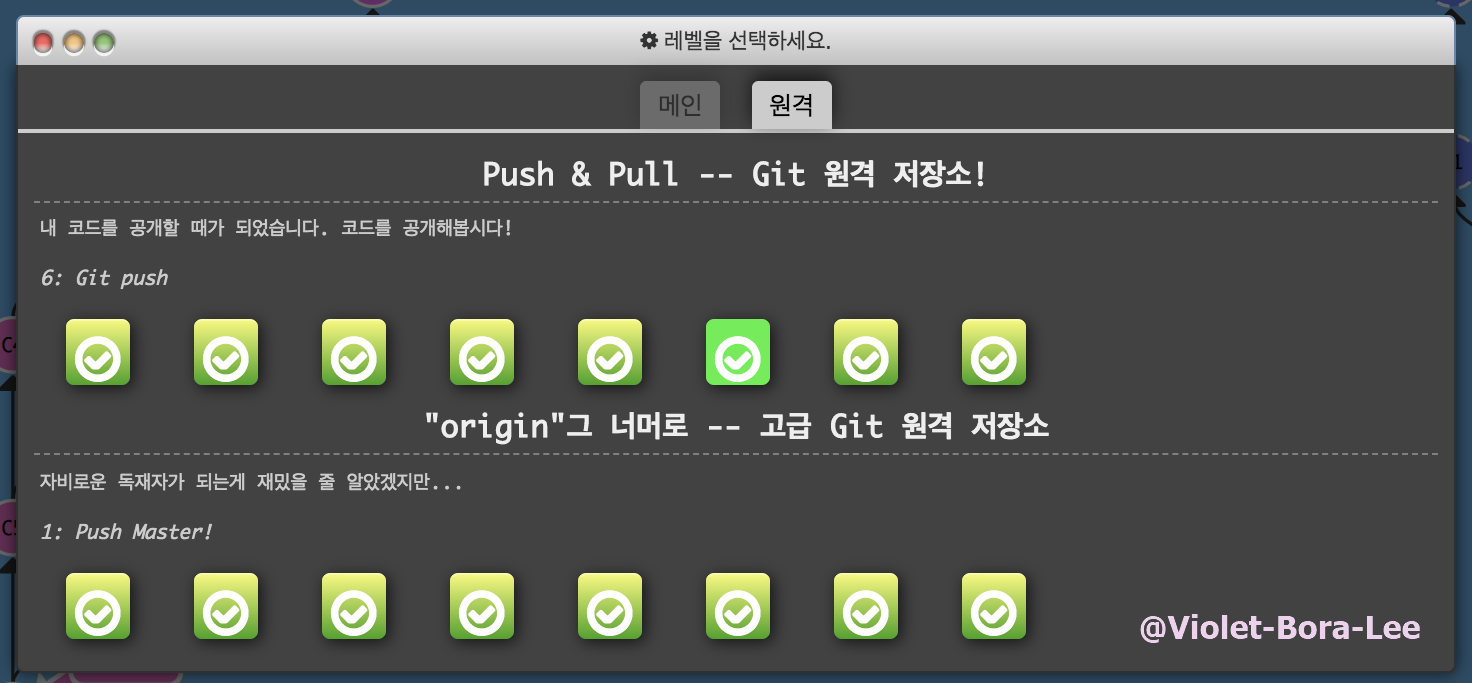 레벨을 선택하세요.
메인 원격
Push & Pull -- Git 원격 저장소!
내 코드를 공개할 때가 되었습니다. 코드를 공개해봅시다!
6: Git push
"origin"그 너머로 -- 고급 Git 원격 저장소
자비로운 독재자가 되는게 재밌을 줄 알았겠지만...
1: Push Master!
@Violet-Bora-Lee